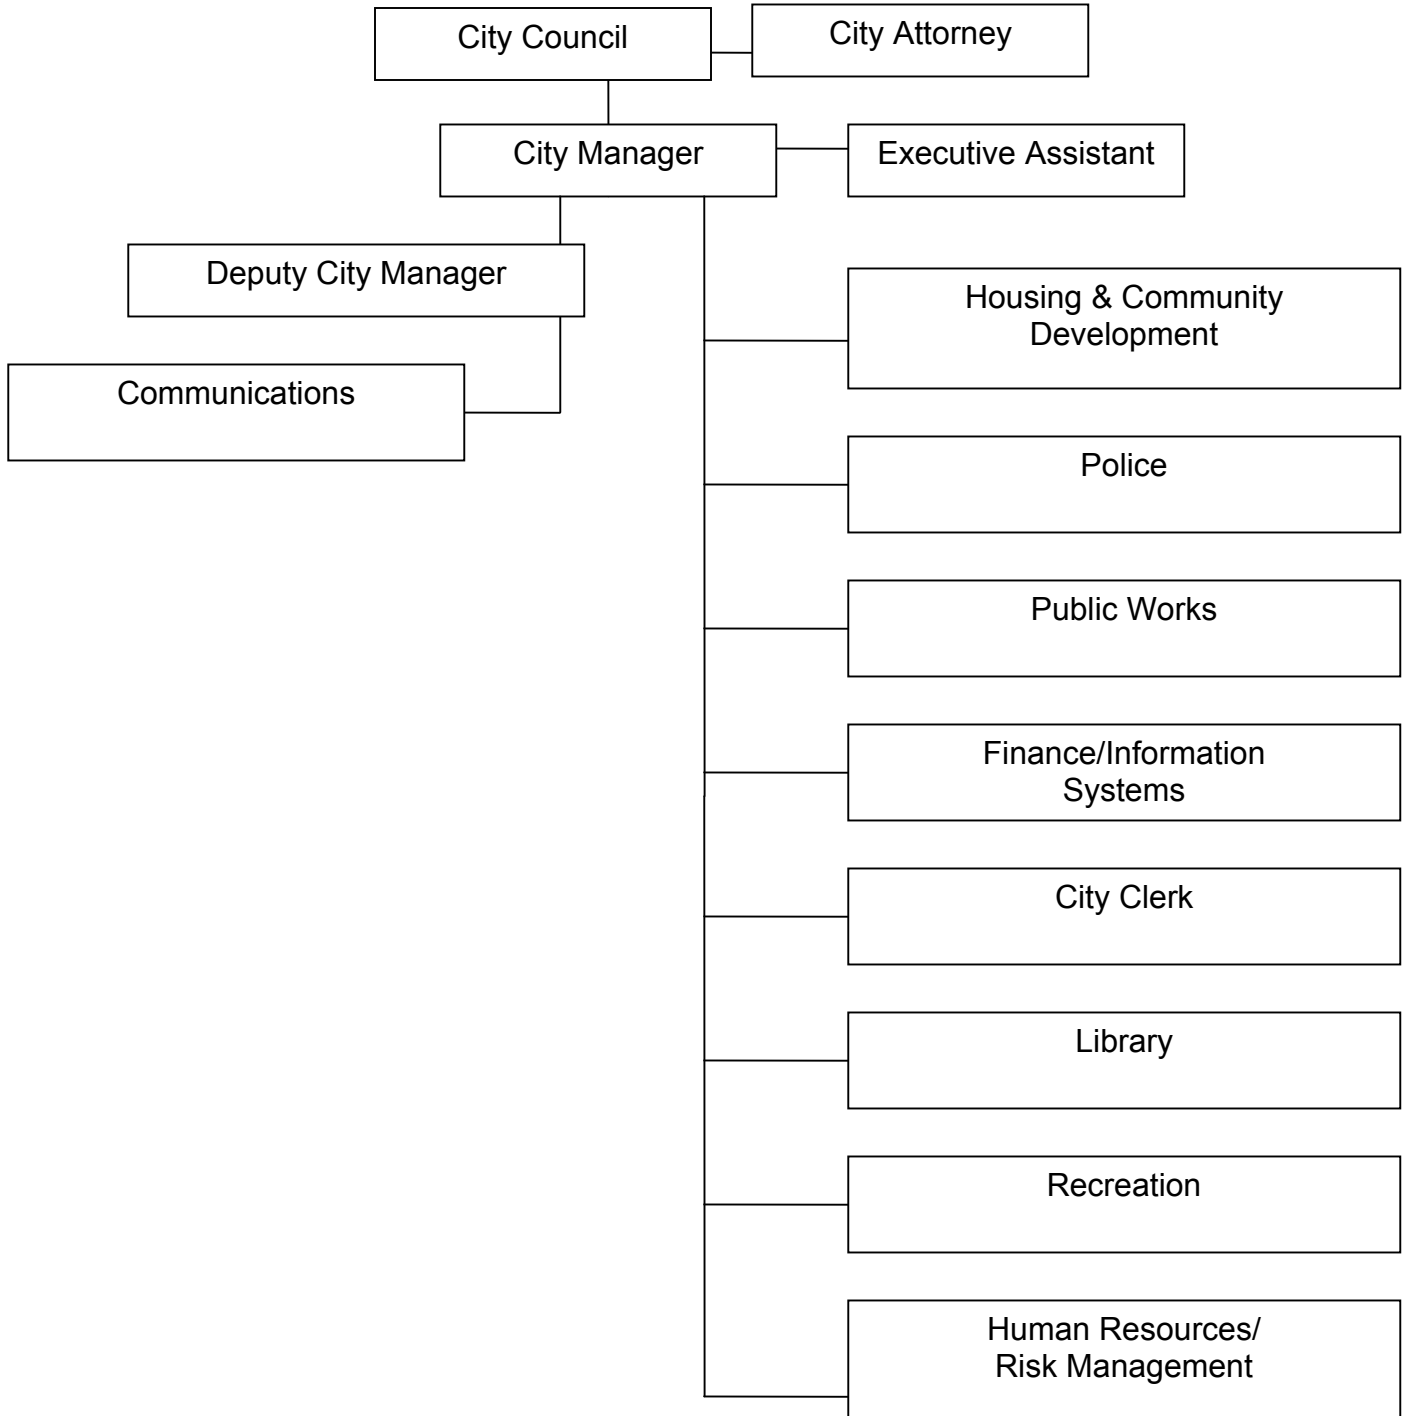 City Council
City Attorney
City Manager
Executive Assistant
Deputy City Manager
Housing & Community
Development
Communications
Police
Public Works
Finance/Information
Systems
City Clerk
Library
Recreation
Human Resources/
Risk Management